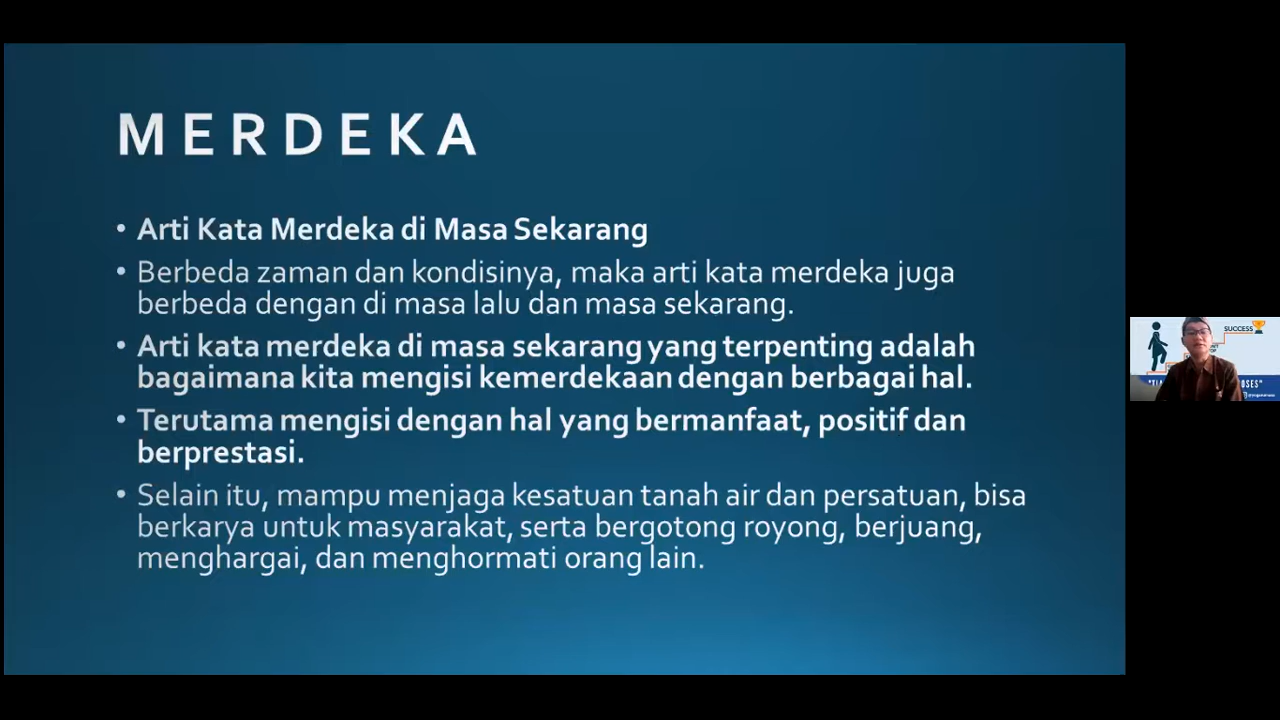 M E R D E K A
• Arti Kata Merdeka di Masa Sekarang
• Berbeda zaman dan kondisinya, maka arti kata merdeka juga
berbeda dengan di masa lalu dan masa sekarang.
• Arti kata merdeka di masa sekarang yang terpenting adalah
bagaimana kita mengisi kemerdekaan dengan berbagai hal.
• Terutama mengisi dengan hal yang bermanfaat, positif dan
berprestasi.
• Selain itu, mampu menjaga kesatuan tanah air dan persatuan, bisa
berkarya untuk masyarakat, serta bergotong royong, berjuang,
menghargai, dan menghormati orang lain.
SUCCESS